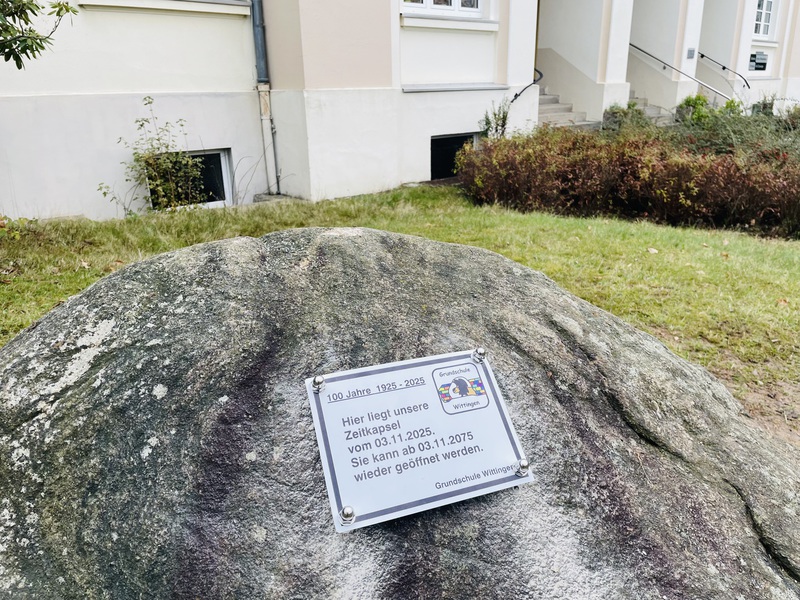 100 Jahre 1925 - 2025
Grundschule
Wittingen
Hier liegt unsere
Zeitkapsel
vom 03.11.2025.
Sie kann ab 03.11.2075
wieder geöffnet werden.
Grundschule Wittingen